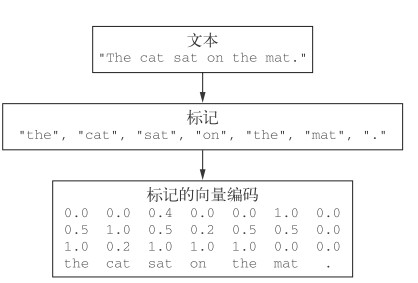 文本
"The cat sat on the mat."
标记
"the", "cat", "sat", "on", "the", "mat", "."
标记的向量编码
0.0 0.0 0.4 0.0 0.0 1.0 0.0
0.5 1.0 0.5 0.2 0.5 0.5 0.0
1.0 0.2 1.0 1.0 1.0 0.0 0.0
the cat sat on the mat .